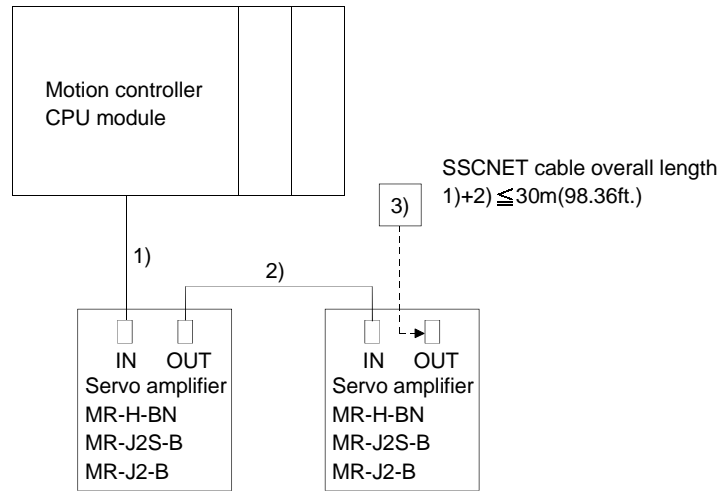 Motion controller
CPU module
SSCNET cable overall length
1)+2) ≦30m(98.36ft.)
3)
1)
2)
IN OUT
Servo amplifier
MR-H-BN
MR-J2S-B
MR-J2-B
IN OUT
Servo amplifier
MR-H-BN
MR-J2S-B
MR-J2-B